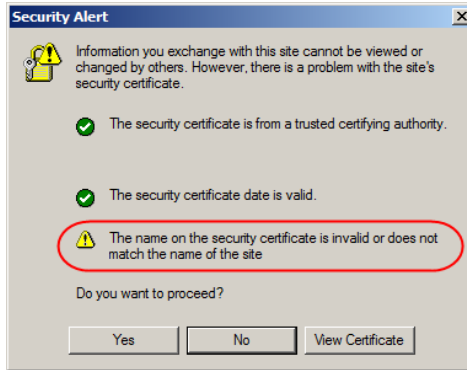 Security Alert
Information you exchange with this site cannot be viewed or
changed by others. However, there is a problem with the site's
security certificate.
The security certificate is from a trusted certifying authority.
The security certificate date is valid.
The name on the security certificate is invalid or does not
match the name of the site
Do you want to proceed?
Yes No View Certificate